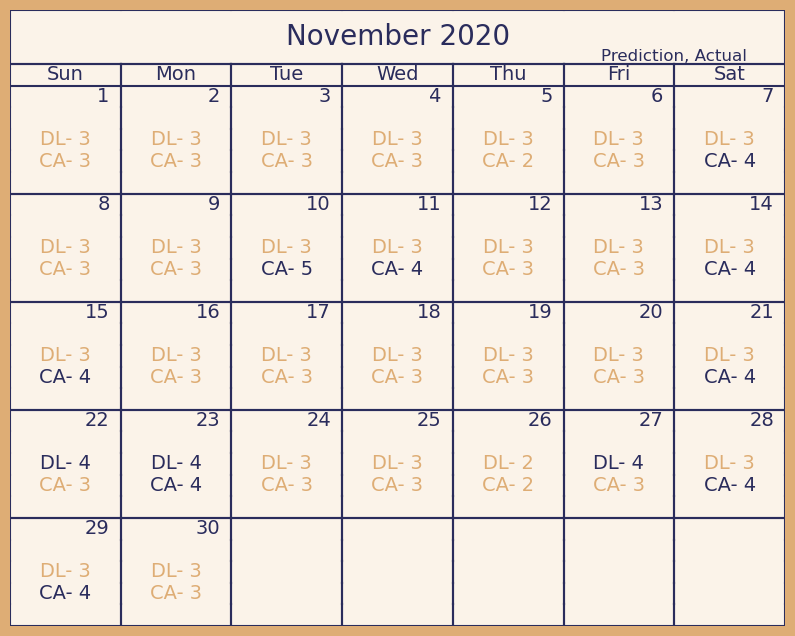 November 2020
Prediction, Actual
Sun Mon Tue Wed Thu Fri Sat
1 2 3 4 5 6 7
DL- 3 DL- 3 DL- 3 DL- 3 DL- 3 DL- 3 DL- 3
CA- 3 CA- 3 CA- 3 CA- 3 CA- 2 CA- 3 CA- 4
8 9 10 11 12 13 14
DL- 3 DL- 3 DL- 3 DL- 3 DL- 3 DL- 3 DL- 3
CA- 3 CA- 3 CA- 5 CA- 4 CA- 3 CA- 3 CA- 4
15 16 17 18 19 20 21
DL- 3 DL- 3 DL- 3 DL- 3 DL- 3 DL- 3 DL- 3
CA- 4 CA- 3 CA- 3 CA- 3 CA- 3 CA- 3 CA- 4
22 23 24 25 26 27 28
DL- 4 DL- 4 DL- 3 DL- 3 DL- 2 DL- 4 DL- 3
CA- 3 CA- 4 CA- 3 CA- 3 CA- 2 CA- 3 CA- 4
29 30
DL- 3 DL- 3
CA- 4 CA- 3